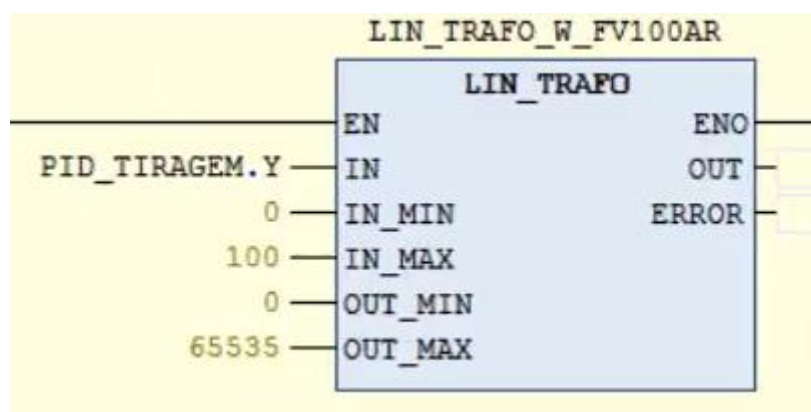 LIN_TRAFO_W_FV100AR
LIN_TRAFO
EN ENO
PID_TIRAGEM.Y IN OUT
0 IN_MIN ERROR
100 IN_MAX
0 OUT_MIN
65535 OUT_MAX